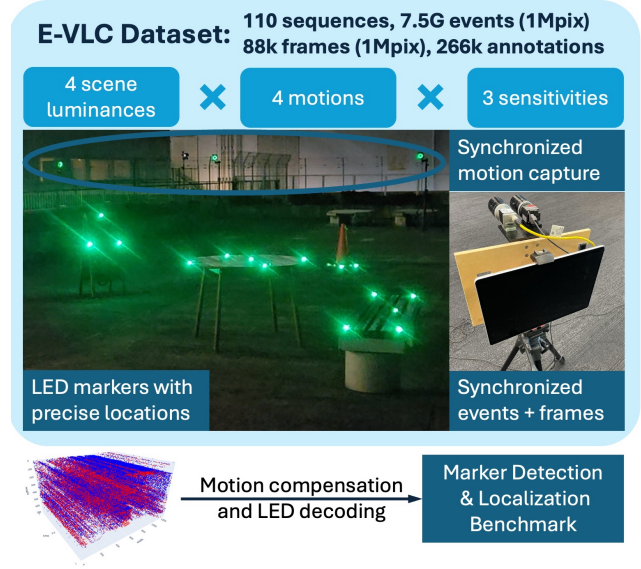 E-VLC Dataset:
110 sequences, 7.5G events (1Mpix)
88k frames (1Mpix), 266k annotations
4 scene
luminances
4 motions
3 sensitivities
Synchronized
motion capture
LED markers with
precise locations
Synchronized
events + frames
Motion compensation
and LED decoding
Marker Detection
& Localization
Benchmark